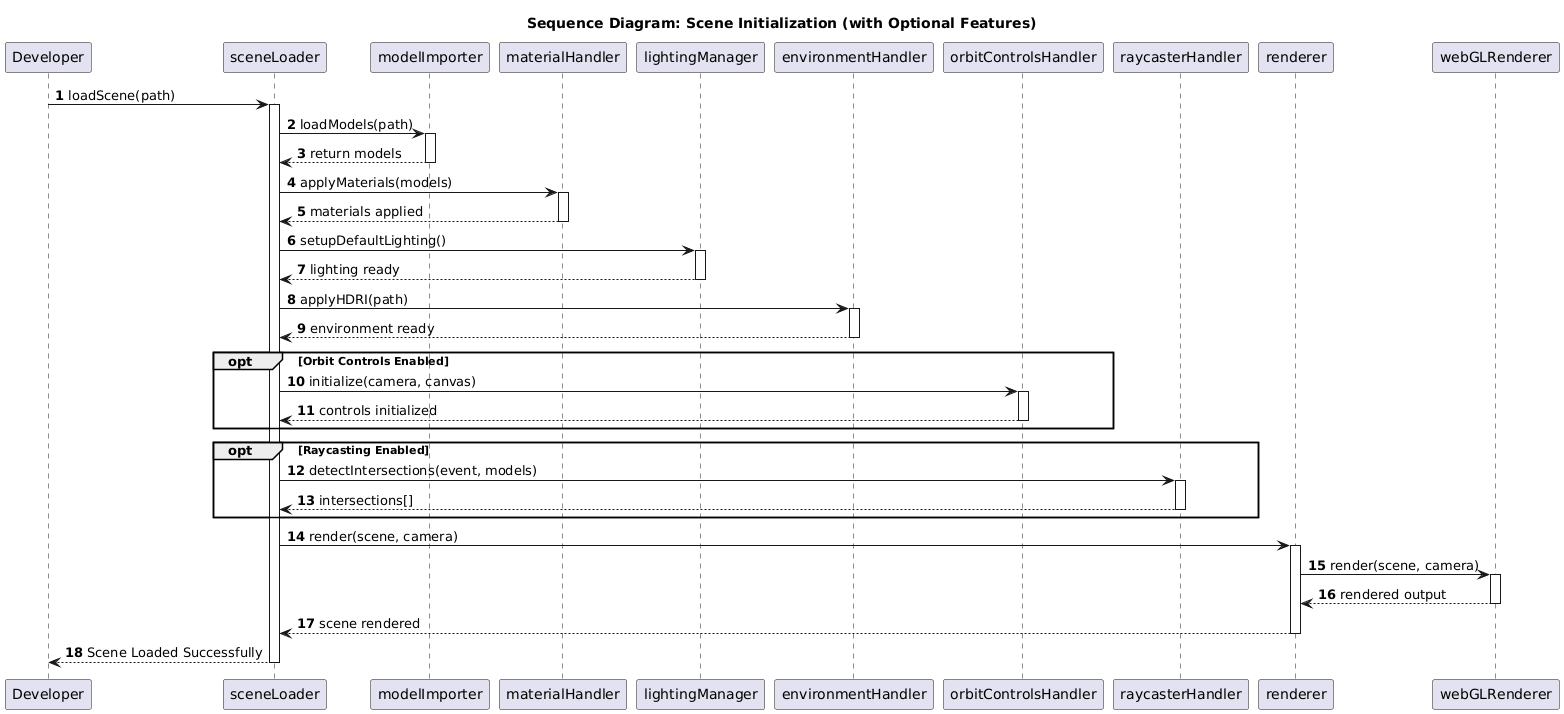 Sequence Diagram: Scene Initialization (with Optional Features)
Developer sceneLoader modelImporter materialHandler lightingManager environmentHandler orbitControlsHandler raycasterHandler renderer webGLRenderer
1 loadScene(path)
2 loadModels(path)
3 return models
4 applyMaterials(models)
5 materials applied
6 setupDefaultLighting()
7 lighting ready
8 applyHDRI(path)
9 environment ready
opt [Orbit Controls Enabled]
10 initialize(camera, canvas)
11 controls initialized
opt [Raycasting Enabled]
12 detectIntersections(event, models)
13 intersections[]
14 render(scene, camera)
15 render(scene, camera)
16 rendered output
17 scene rendered
18 Scene Loaded Successfully
Developer sceneLoader modelImporter materialHandler lightingManager environmentHandler orbitControlsHandler raycasterHandler renderer webGLRenderer